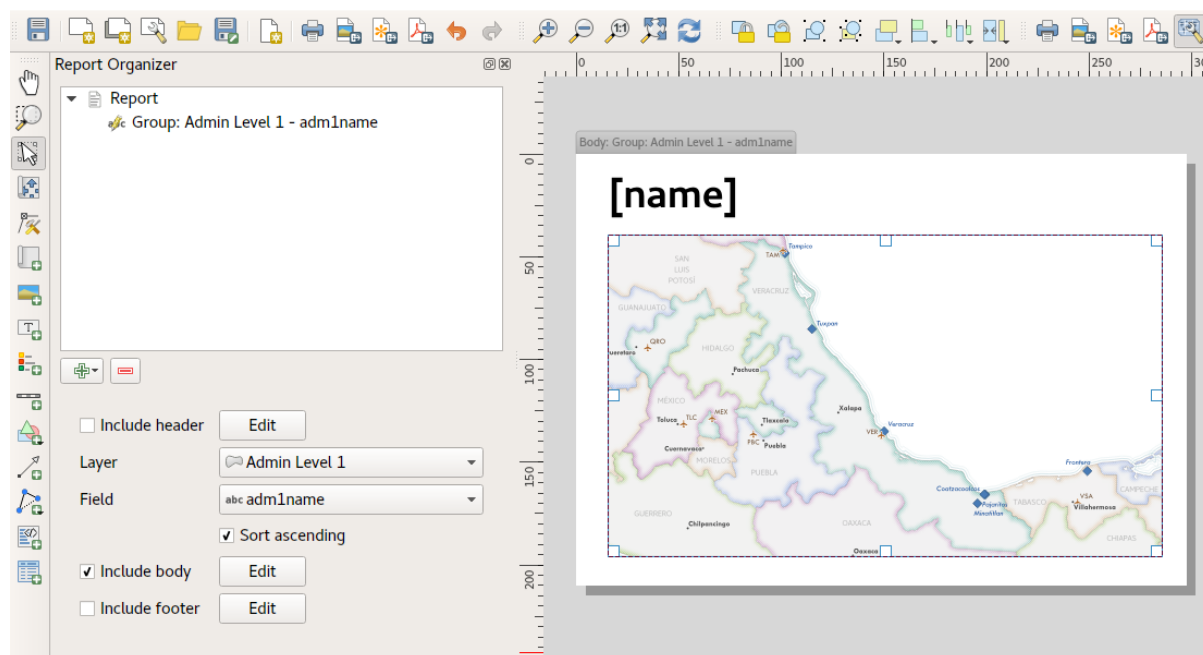 Report Organizer
Report
abc Group: Admin Level 1 - adm1name
Include header Edit
Layer Admin Level 1
Field abc adm1name
Sort ascending
Include body Edit
Include footer Edit
0 50 100 150 200 250
0
50
100
150
200
Body: Group: Admin Level 1 - adm1name
[name]
Tampico
TAM
SAN
LUIS
POTOSÍ
VERACRUZ
GUANAJUATO
Tuxpan
QRO
HIDALGO
Pachuca
MÉXICO
Toluca TLC MEX
Tlaxcala
Xalapa
Veracruz
VER
PBC Puebla
Cuernavaca
MORELOS
PUEBLA
Frontera
Coatzacoalcos
CAMPECHE
Pajaritos
Minatitlan
TABASCO
VSA
Villahermosa
GUERRERO
Chilpancingo
OAXACA
CHIAPAS
Oaxaca